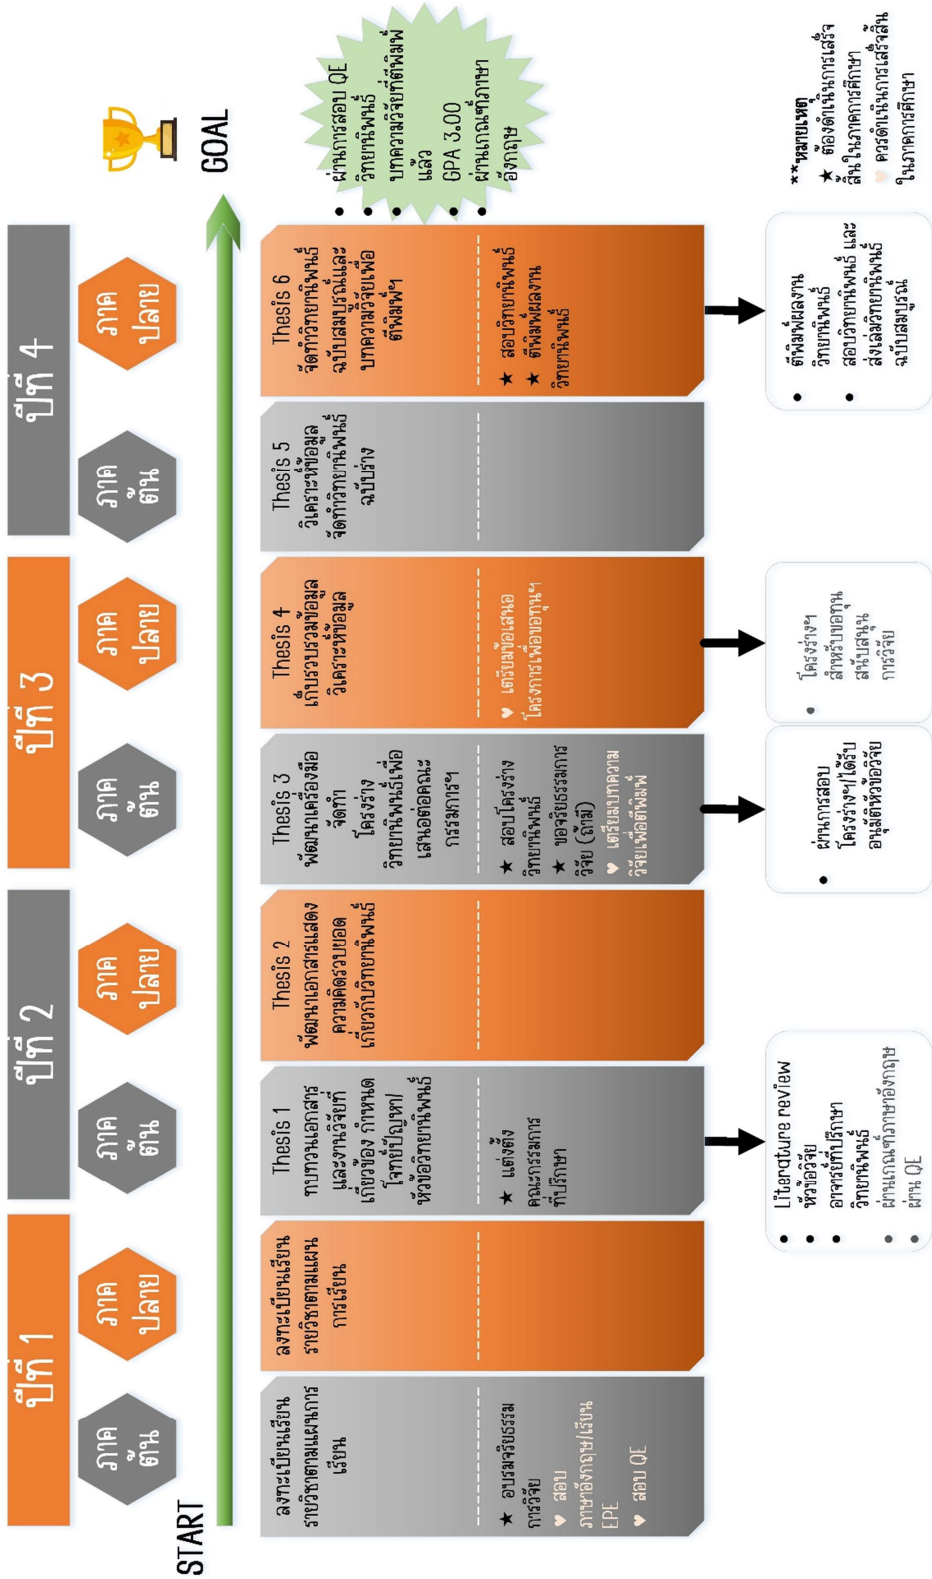 ปีที่ 1
ปีที่ 2
ปีที่ 3
ปีที่ 4
ภาค
ต้น
ภาค
ปลาย
ภาค
ต้น
ภาค
ปลาย
ภาค
ต้น
ภาค
ปลาย
ภาค
ต้น
ภาค
ปลาย
START
GOAL
ลงทะเบียนเรียน
รายวิชาตามแผนการ
เรียน
★ อบรมจริยธรรม
การวิจัย
♥ สอบ
ภาษาอังกฤษ/เรียน
EPE
♥ สอบ QE
ลงทะเบียนเรียน
รายวิชาตามแผน
การเรียน
Thesis 1
ทบทวนเอกสาร
และงานวิจัยที่
เกี่ยวข้อง กำหนด
โจทย์ปัญหา/
หัวข้อวิทยานิพนธ์
★ แต่งตั้ง
คณะกรรมการ
ที่ปรึกษา
Thesis 2
พัฒนาเอกสารแสดง
ความคิดรวบยอด
เกี่ยวกับวิทยานิพนธ์
Thesis 3
พัฒนาเครื่องมือ
จัดทำ
โครงร่าง
วิทยานิพนธ์เพื่อ
เสนอต่อคณะ
กรรมการฯ
★ สอบโครงร่าง
วิทยานิพนธ์
★ ขอจริยธรรมการ
วิจัย (ถ้ามี)
♥ เตรียมบทความ
วิจัยเพื่อตีพิมพ์
Thesis 4
เก็บรวบรวมข้อมูล
วิเคราะห์ข้อมูล
♥ เตรียมข้อเสนอ
โครงการเพื่อขอทุนฯ
Thesis 5
วิเคราะห์ข้อมูล
จัดทำวิทยานิพนธ์
ฉบับร่าง
Thesis 6
จัดทำวิทยานิพนธ์
ฉบับสมบูรณ์และ
บทความวิจัยเพื่อ
ตีพิมพ์ฯ
★ สอบวิทยานิพนธ์
★ ตีพิมพ์ผลงาน
วิทยานิพนธ์
• ผ่านการสอบ QE
• วิทยานิพนธ์
• บทความวิจัยที่ตีพิมพ์
แล้ว
• GPA 3.00
• ผ่านเกณฑ์ภาษา
อังกฤษ
• Literature review
• หัวข้อวิจัย
• อาจารย์ที่ปรึกษา
วิทยานิพนธ์
• ผ่านเกณฑ์ภาษาอังกฤษ
• ผ่าน QE
• ผ่านการสอบ
โครงร่างฯ/ได้รับ
อนุมัติหัวข้อวิจัย
• โครงร่างฯ
สำหรับขอทุน
สนับสนุน
การวิจัย
• ตีพิมพ์ผลงาน
วิทยานิพนธ์
• สอบวิทยานิพนธ์ และ
ส่งเล่มวิทยานิพนธ์
ฉบับสมบูรณ์
**หมายเหตุ
★ ต้องดำเนินการเสร็จ
สิ้นในภาคการศึกษา
♥ ควรดำเนินการเสร็จสิ้น
ในภาคการศึกษา